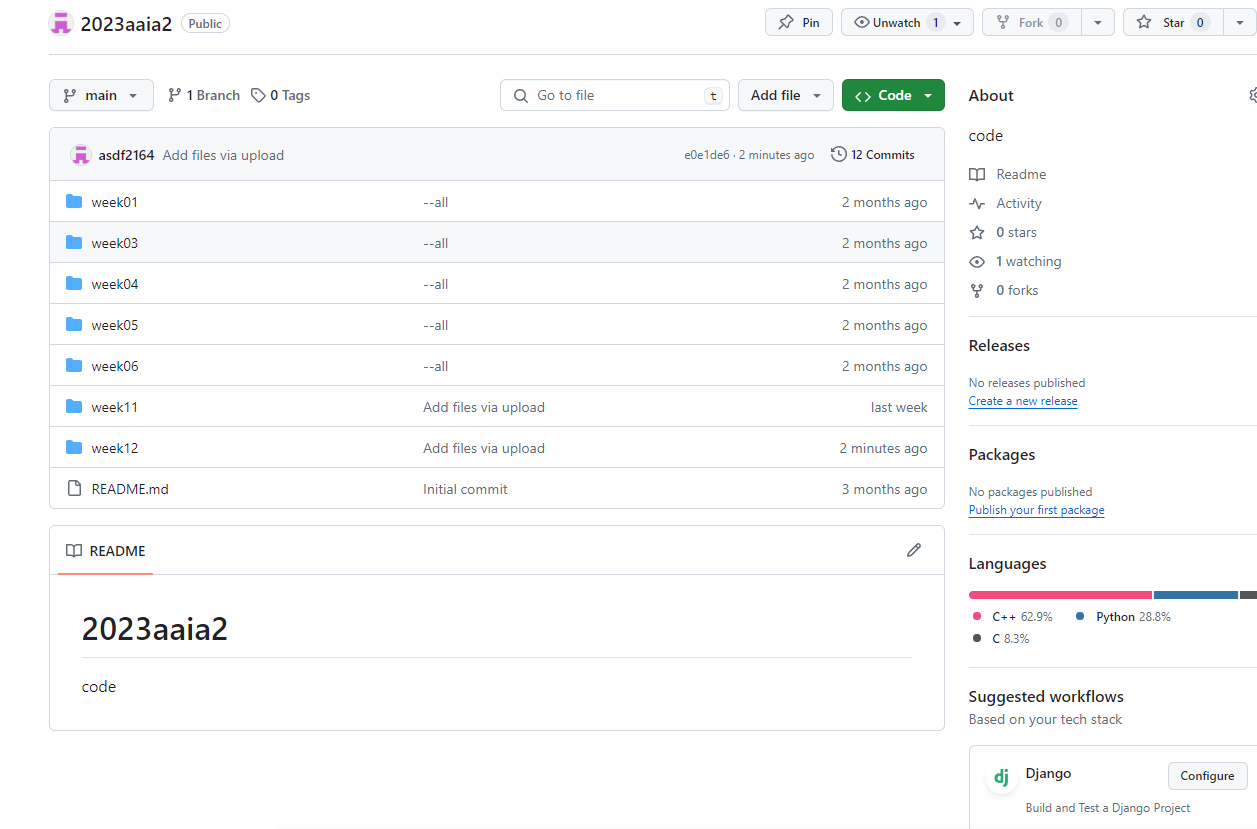 2023aaia2 Public Pin Unwatch 1 Fork 0 Star 0
main 1 Branch 0 Tags Go to file t Add file Code
asdf2164 Add files via upload e0e1de6 · 2 minutes ago 12 Commits
week01 --all 2 months ago
week03 --all 2 months ago
week04 --all 2 months ago
week05 --all 2 months ago
week06 --all 2 months ago
week11 Add files via upload last week
week12 Add files via upload 2 minutes ago
README.md Initial commit 3 months ago
README
2023aaia2
code
About
code
Readme
Activity
0 stars
1 watching
0 forks
Releases
No releases published
Create a new release
Packages
No packages published
Publish your first package
Languages
C++ 62.9% Python 28.8%
C 8.3%
Suggested workflows
Based on your tech stack
dj Django Configure
Build and Test a Django Project